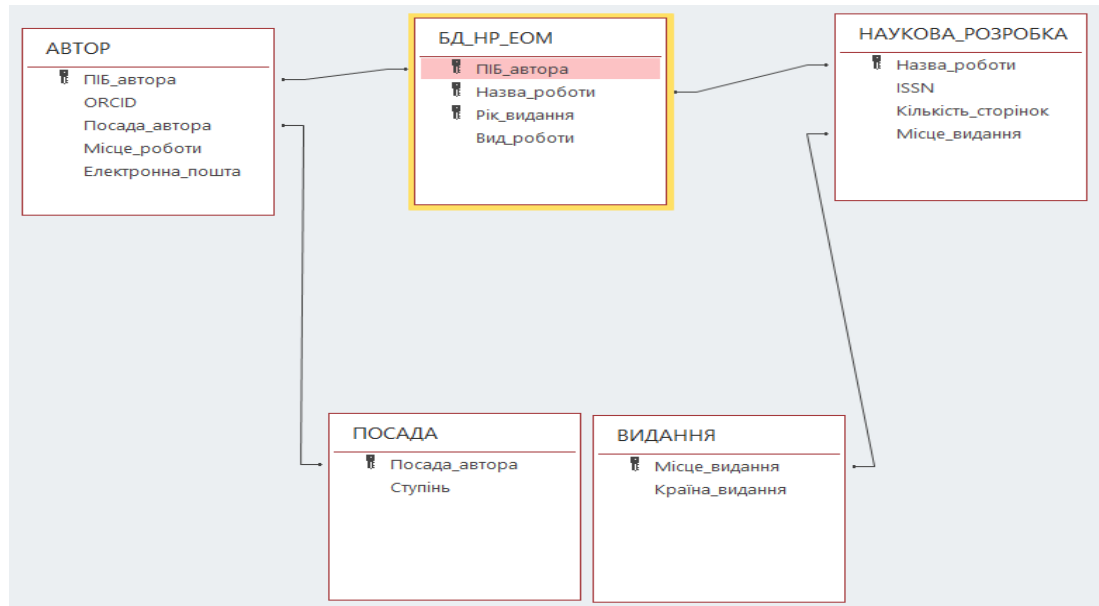 АВТОР
ПІБ_автора
ORCID
Посада_автора
Місце_роботи
Електронна_пошта
БД_НР_ЕОМ
ПІБ_автора
Назва_роботи
Рік_видання
Вид_роботи
НАУКОВА_РОЗРОБКА
Назва_роботи
ISSN
Кількість_сторінок
Місце_видання
ПОСАДА
Посада_автора
Ступінь
ВИДАННЯ
Місце_видання
Країна_видання